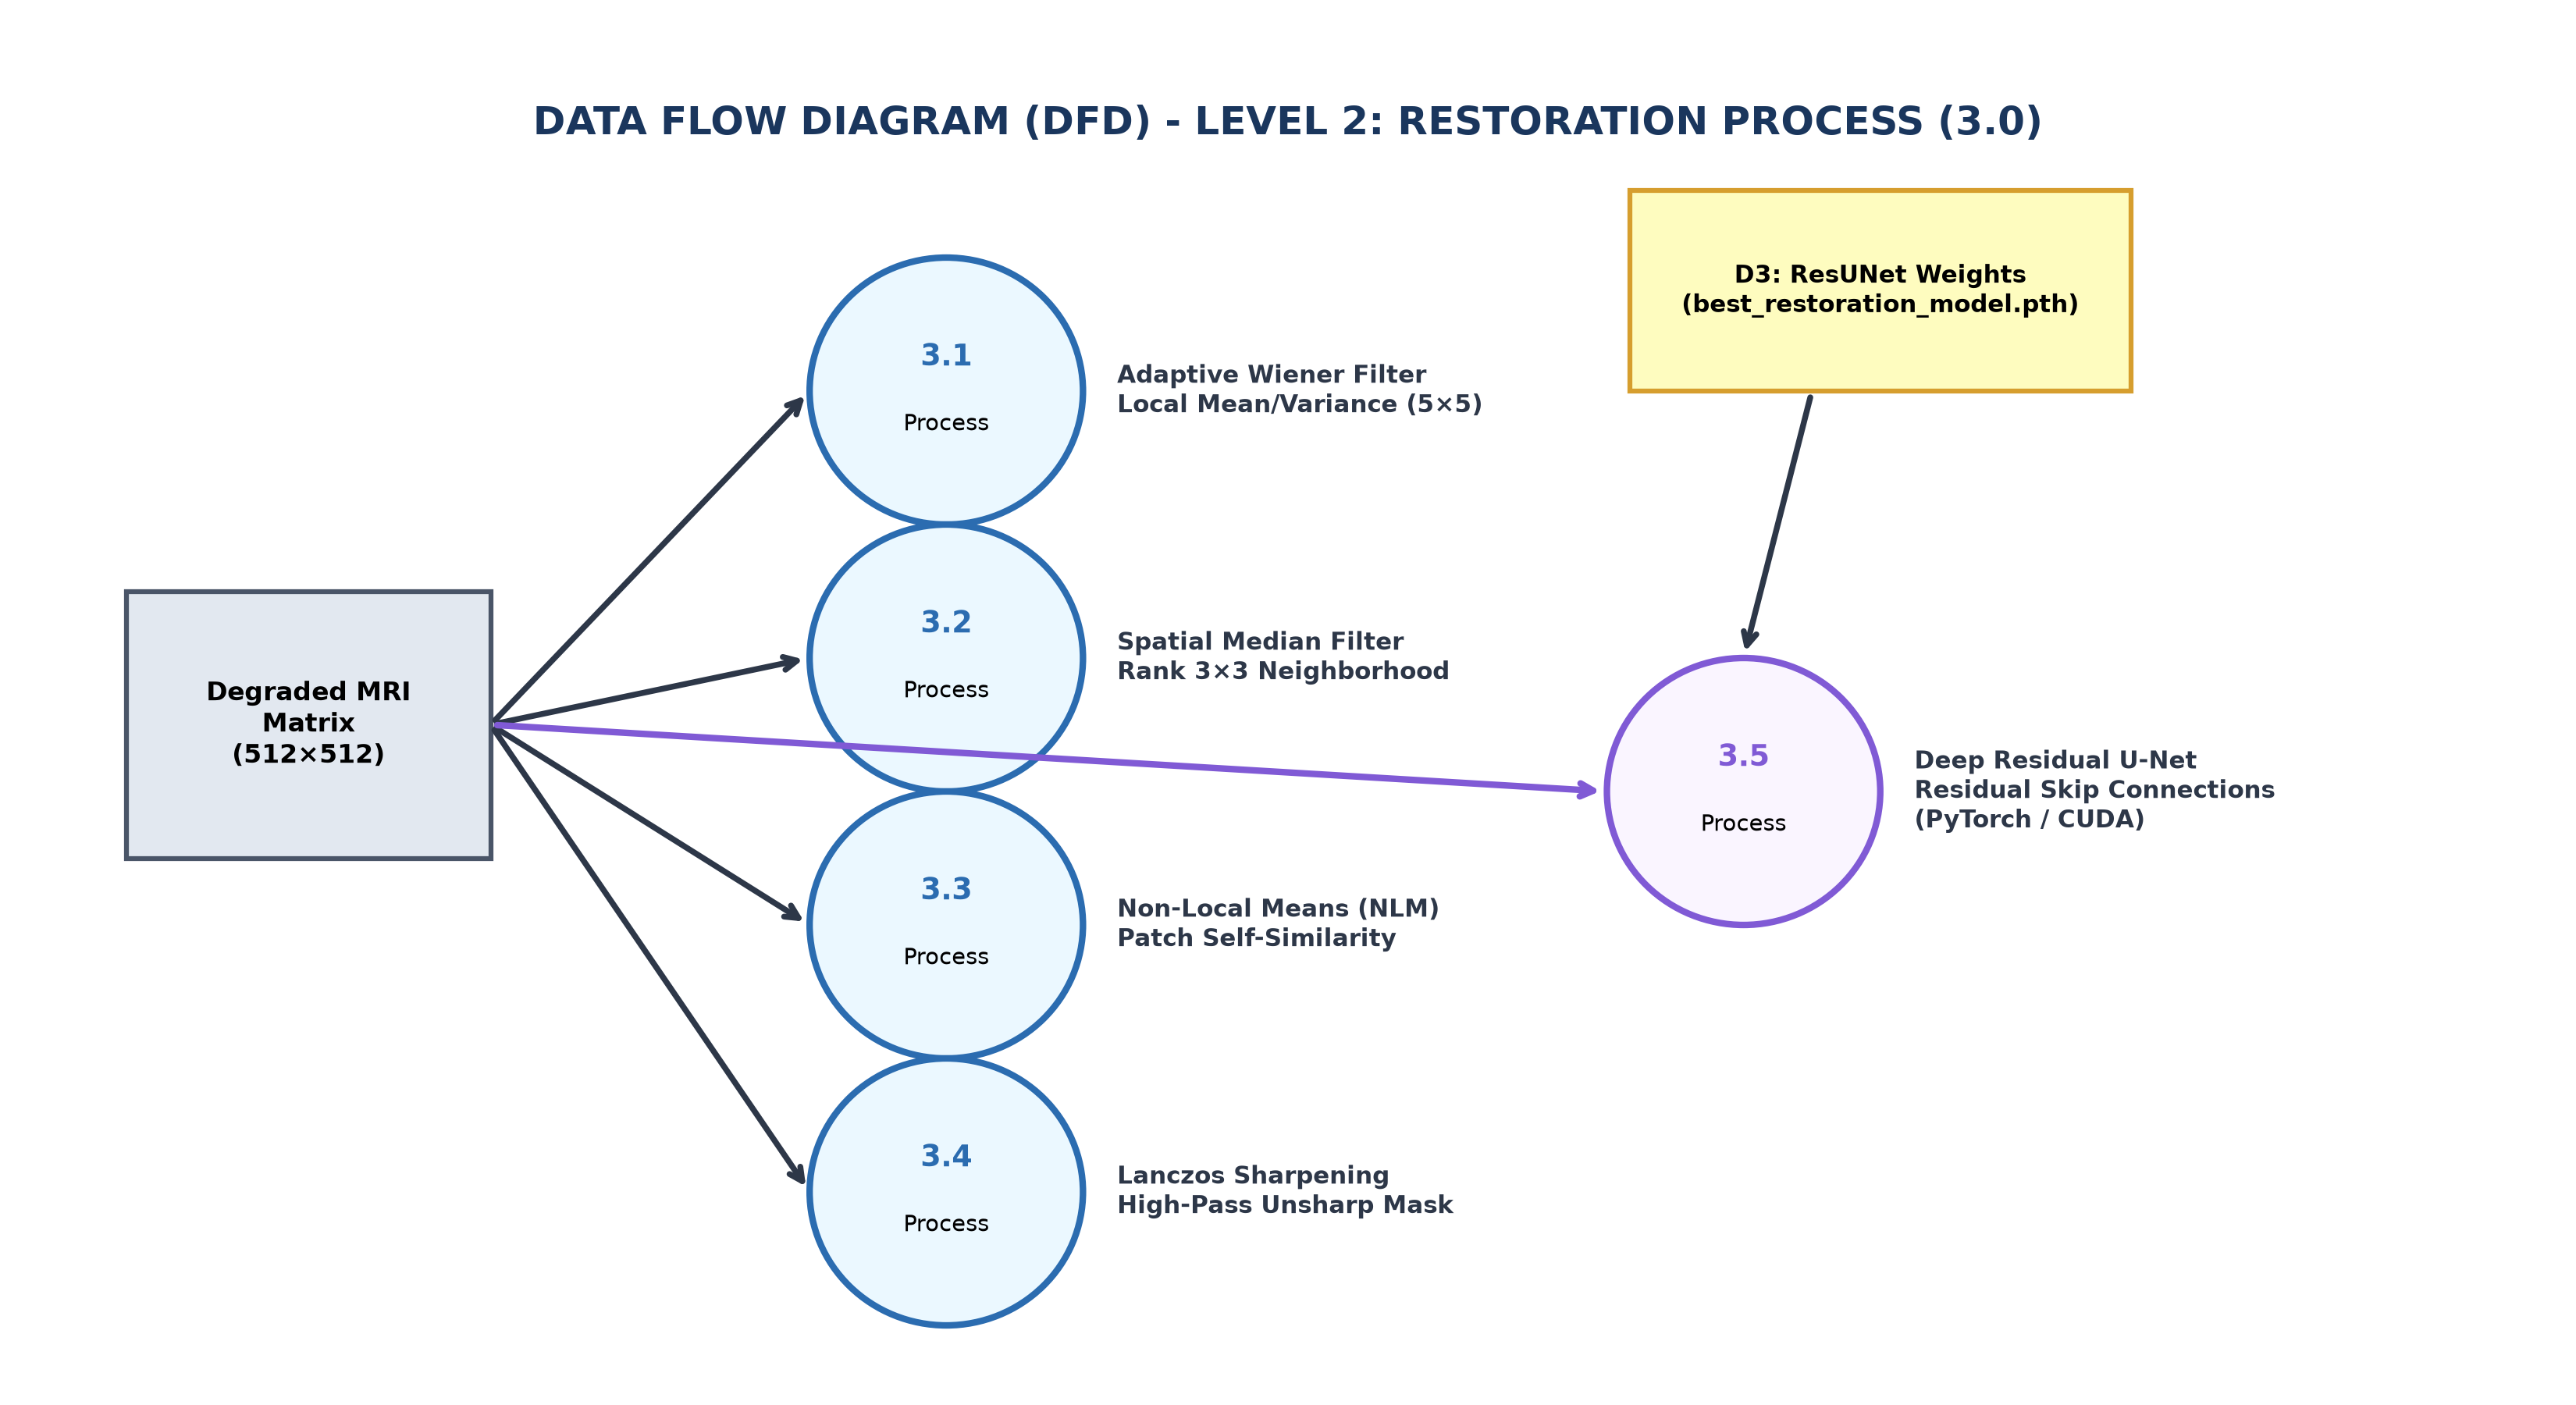 DATA FLOW DIAGRAM (DFD) - LEVEL 2: RESTORATION PROCESS (3.0)
D3: ResUNet Weights
(best_restoration_model.pth)
3.1
Process
Adaptive Wiener Filter
Local Mean/Variance (5×5)
3.2
Process
Spatial Median Filter
Rank 3×3 Neighborhood
Degraded MRI
Matrix
(512×512)
3.5
Process
Deep Residual U-Net
Residual Skip Connections
(PyTorch / CUDA)
3.3
Process
Non-Local Means (NLM)
Patch Self-Similarity
3.4
Process
Lanczos Sharpening
High-Pass Unsharp Mask